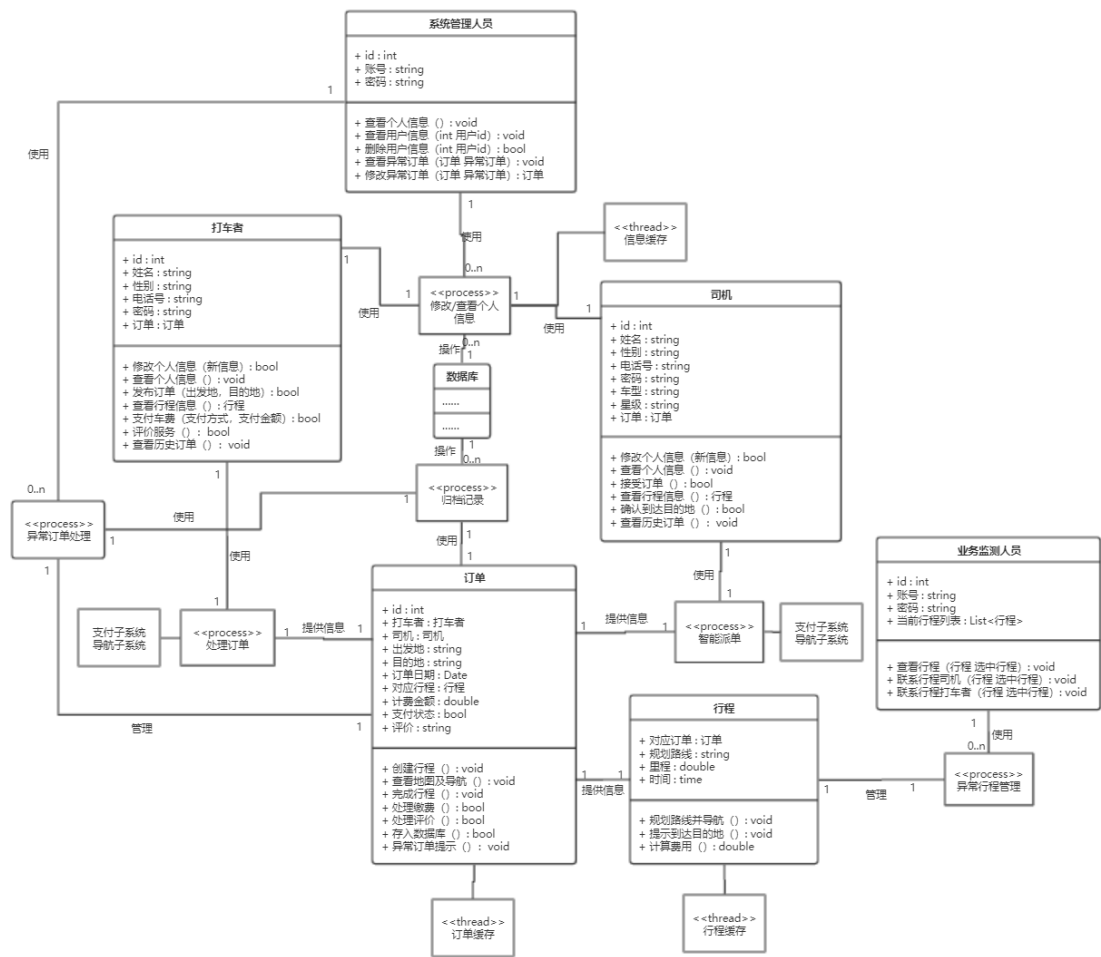 系统管理人员
+ id : int
+ 账号 : string
+ 密码 : string
+ 查看个人信息（）: void
+ 查看用户信息（int 用户id）: void
+ 删除用户信息（int 用户id）: bool
+ 查看异常订单（订单 异常订单）: void
+ 修改异常订单（订单 异常订单）: 订单
1
使用
1
使用
0..n
打车者
+ id : int
+ 姓名 : string
+ 性别 : string
+ 电话号 : string
+ 密码 : string
+ 订单 : 订单
+ 修改个人信息（新信息）: bool
+ 查看个人信息（）: void
+ 发布订单（出发地，目的地）: bool
+ 查看行程信息（）: 行程
+ 支付车费（支付方式，支付金额）: bool
+ 评价服务（）: bool
+ 查看历史订单（）: void
1
使用
1
<<process>>
修改/查看个人
信息
1
使用
1
<<thread>>
信息缓存
司机
+ id : int
+ 姓名 : string
+ 性别 : string
+ 电话号 : string
+ 密码 : string
+ 车型 : string
+ 星级 : string
+ 订单 : 订单
+ 修改个人信息（新信息）: bool
+ 查看个人信息（）: void
+ 接受订单（）: bool
+ 查看行程信息（）: 行程
+ 确认到达目的地（）: bool
+ 查看历史订单（）: void
0..n
操作
1
数据库
......
......
1
操作
0..n
<<process>>
归档记录
1
使用
1
0..n
<<process>>
异常订单处理
1
使用
1
1
管理
1
1
使用
1
支付子系统
导航子系统
<<process>>
处理订单
1
提供信息
1
订单
+ id : int
+ 打车者 : 打车者
+ 司机 : 司机
+ 出发地 : string
+ 目的地 : string
+ 订单日期 : Date
+ 对应行程 : 行程
+ 计费金额 : double
+ 支付状态 : bool
+ 评价 : string
+ 创建行程（）: void
+ 查看地图及导航（）: void
+ 完成行程（）: void
+ 处理缴费（）: bool
+ 处理评价（）: bool
+ 存入数据库（）: bool
+ 异常订单提示（）: void
1
提供信息
1
1
使用
1
<<process>>
智能派单
支付子系统
导航子系统
业务监测人员
+ id : int
+ 账号 : string
+ 密码 : string
+ 当前行程列表 : List<行程>
+ 查看行程（行程 选中行程）: void
+ 联系行程司机（行程 选中行程）: void
+ 联系行程打车者（行程 选中行程）: void
1
使用
0..n
<<process>>
异常行程管理
1
管理
1
行程
+ 对应订单 : 订单
+ 规划路线 : string
+ 里程 : double
+ 时间 : time
+ 规划路线并导航（）: void
+ 提示到达目的地（）: void
+ 计算费用（）: double
1
提供信息
1
<<thread>>
订单缓存
<<thread>>
行程缓存